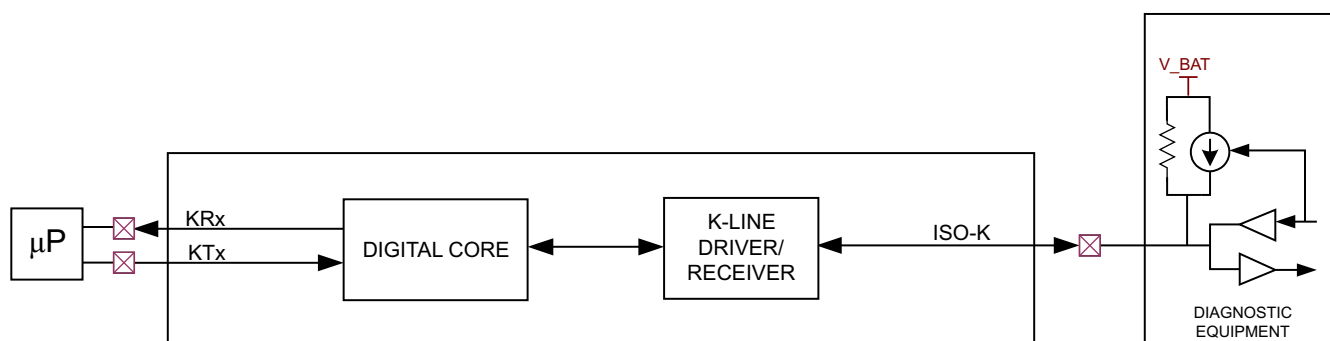 V_BAT
μP
KRx
KTx
DIGITAL CORE
K-LINE
DRIVER/
RECEIVER
ISO-K
DIAGNOSTIC
EQUIPMENT